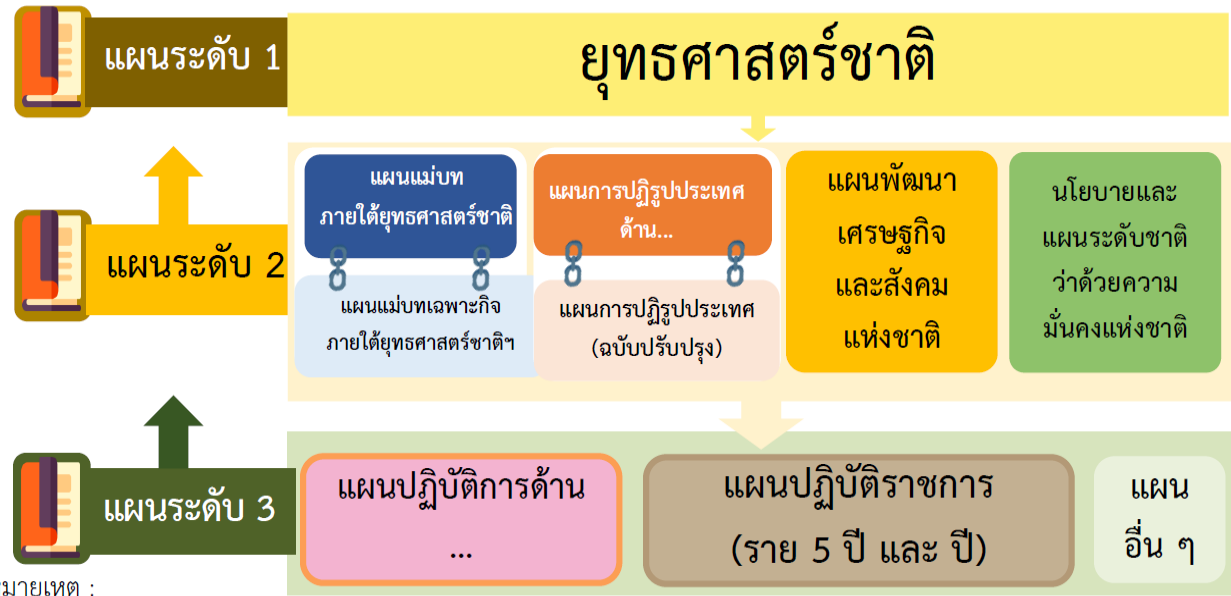 แผนระดับ 1
ยุทธศาสตร์ชาติ
แผนระดับ 2
แผนแม่บท
ภายใต้ยุทธศาสตร์ชาติ
แผนแม่บทเฉพาะกิจ
ภายใต้ยุทธศาสตร์ชาติฯ
แผนการปฏิรูปประเทศ
ด้าน...
แผนการปฏิรูปประเทศ
(ฉบับปรับปรุง)
แผนพัฒนา
เศรษฐกิจ
และสังคม
แห่งชาติ
นโยบายและ
แผนระดับชาติ
ว่าด้วยความ
มั่นคงแห่งชาติ
แผนระดับ 3
แผนปฏิบัติการด้าน
...
แผนปฏิบัติราชการ
(ราย 5 ปี และ ปี)
แผน
อื่น ๆ
หมายเหตุ :